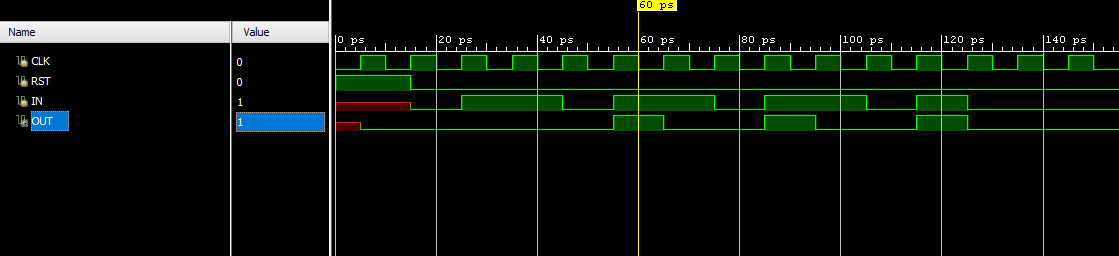 60 ps
Name Value
0 ps 20 ps 40 ps 60 ps 80 ps 100 ps 120 ps 140 ps
CLK 0
RST 0
IN 1
OUT 1